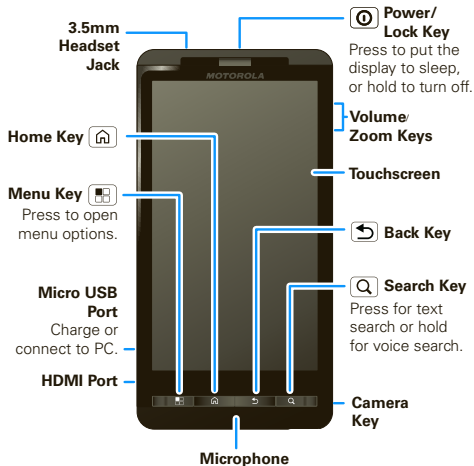 3.5mm
Headset
Jack
Power/
Lock Key
Press to put the
display to sleep,
or hold to turn off.
MOTOROLA
Volume/
Zoom Keys
Home Key
Touchscreen
Menu Key
Press to open
menu options.
Back Key
Micro USB
Port
Charge or
connect to PC.
Search Key
Press for text
search or hold
for voice search.
HDMI Port
Camera
Key
Microphone